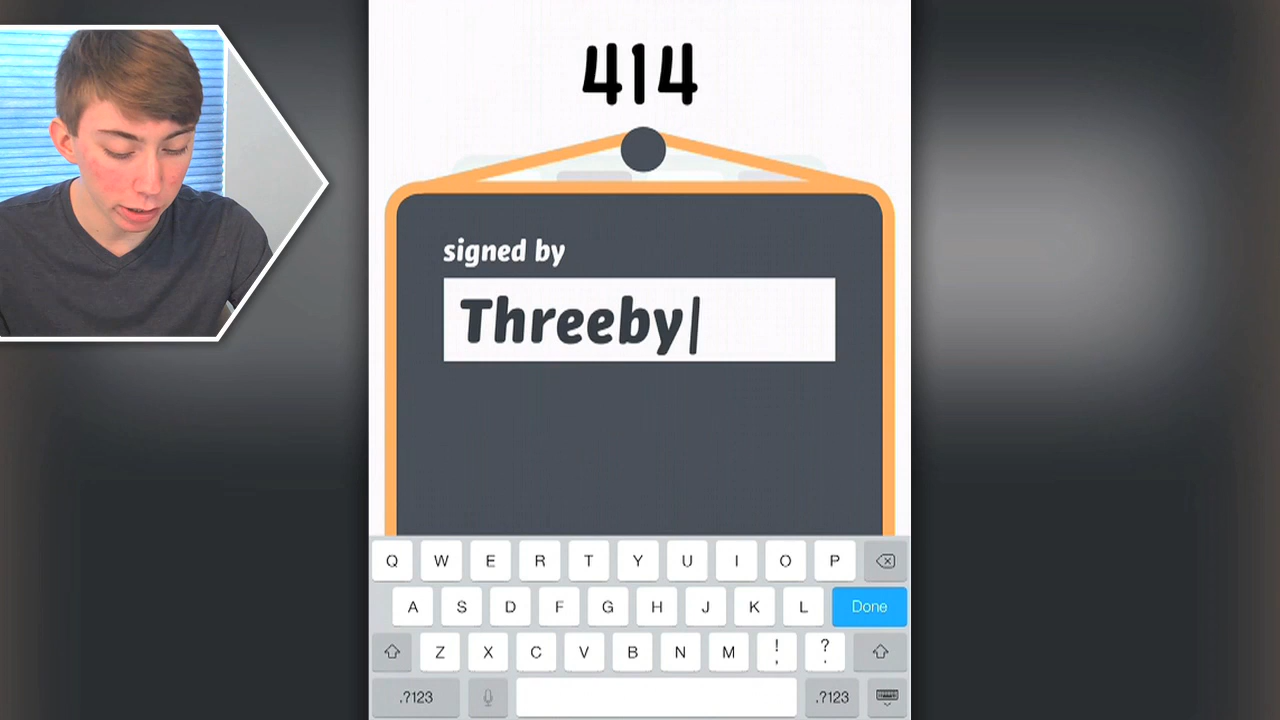 414
signed by
Threeby
Q W E R T Y U I O P
A S D F G H J K L Done
Z X C V B N M ! , ? .
.?123 .?123